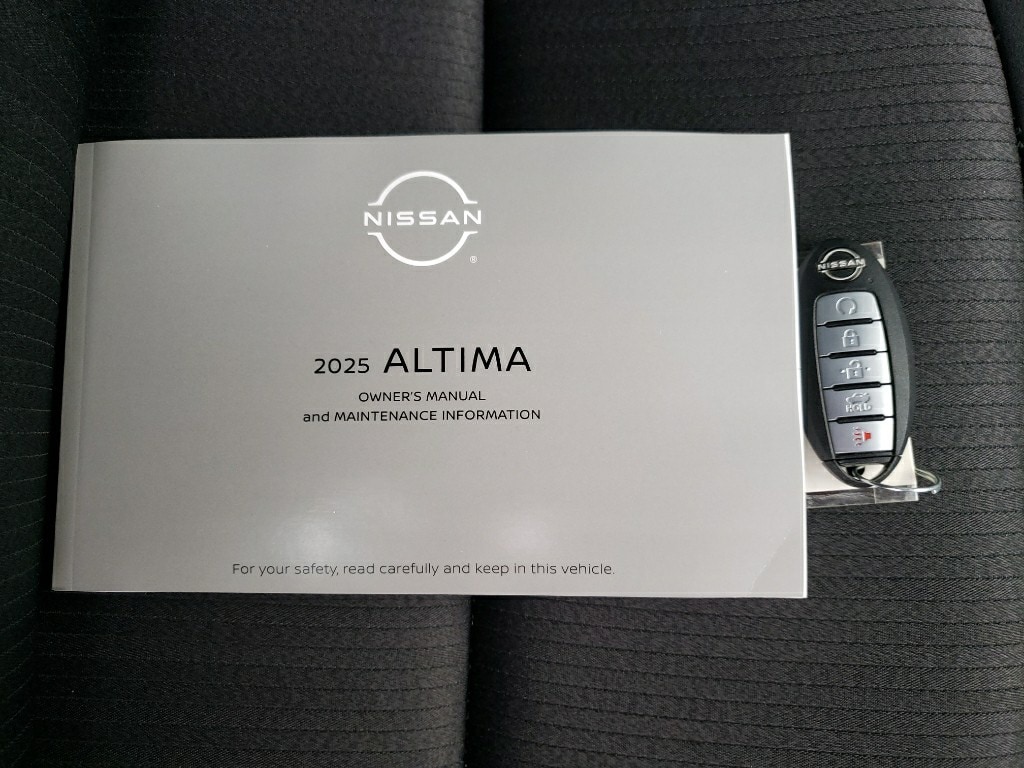 NISSAN
®
2025 ALTIMA
OWNER'S MANUAL
and MAINTENANCE INFORMATION
For your safety, read carefully and keep in this vehicle.
NISSAN
HOLD